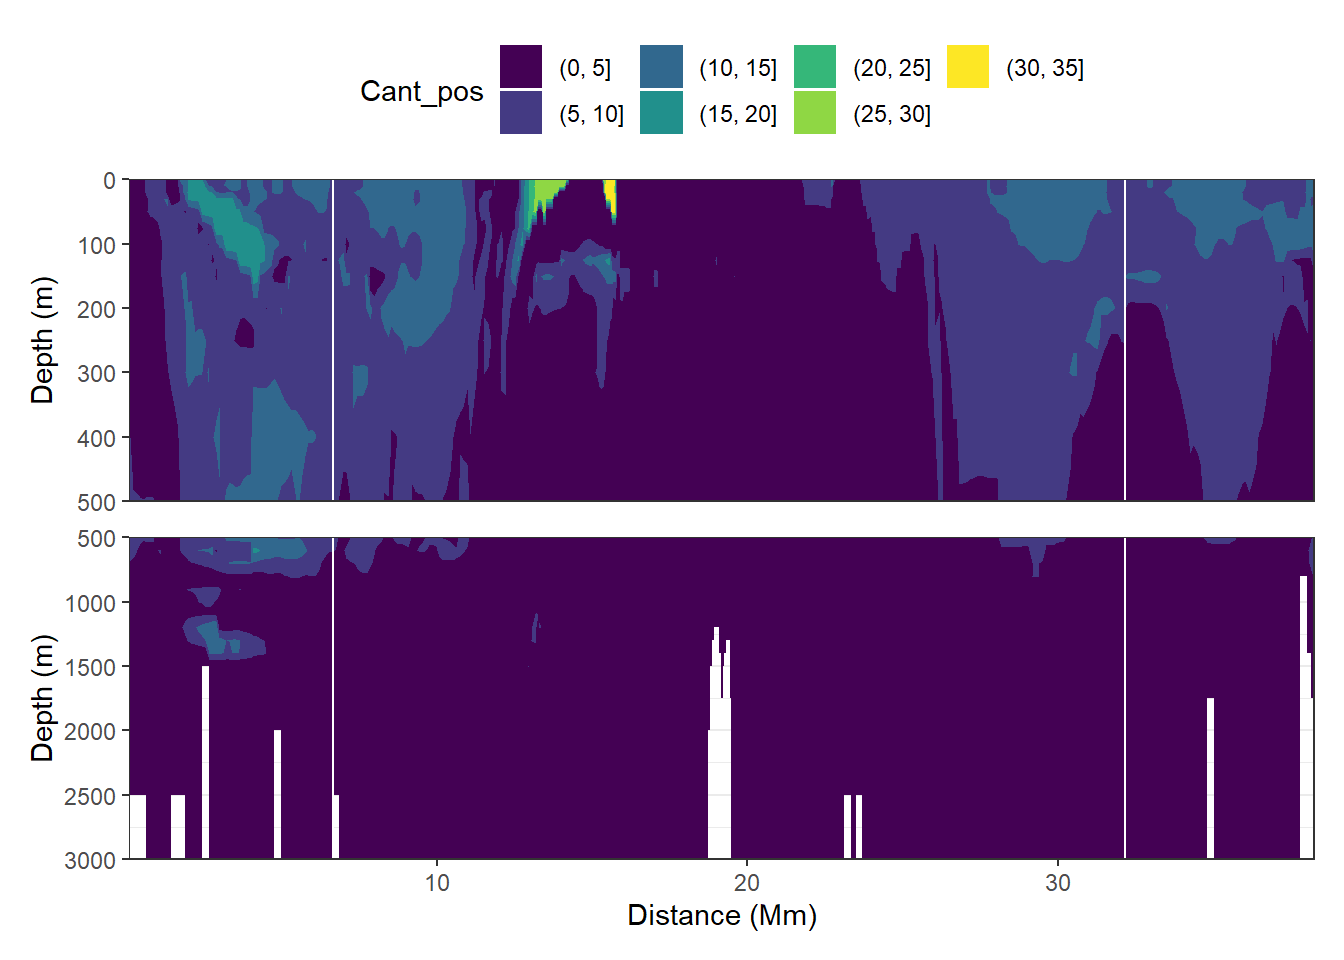 Cant_pos
(0, 5] (10, 15] (20, 25] (30, 35]
(5, 10] (15, 20] (25, 30]
Depth (m)
0
100
200
300
400
500
Depth (m)
500
1000
1500
2000
2500
3000
10 20 30
Distance (Mm)